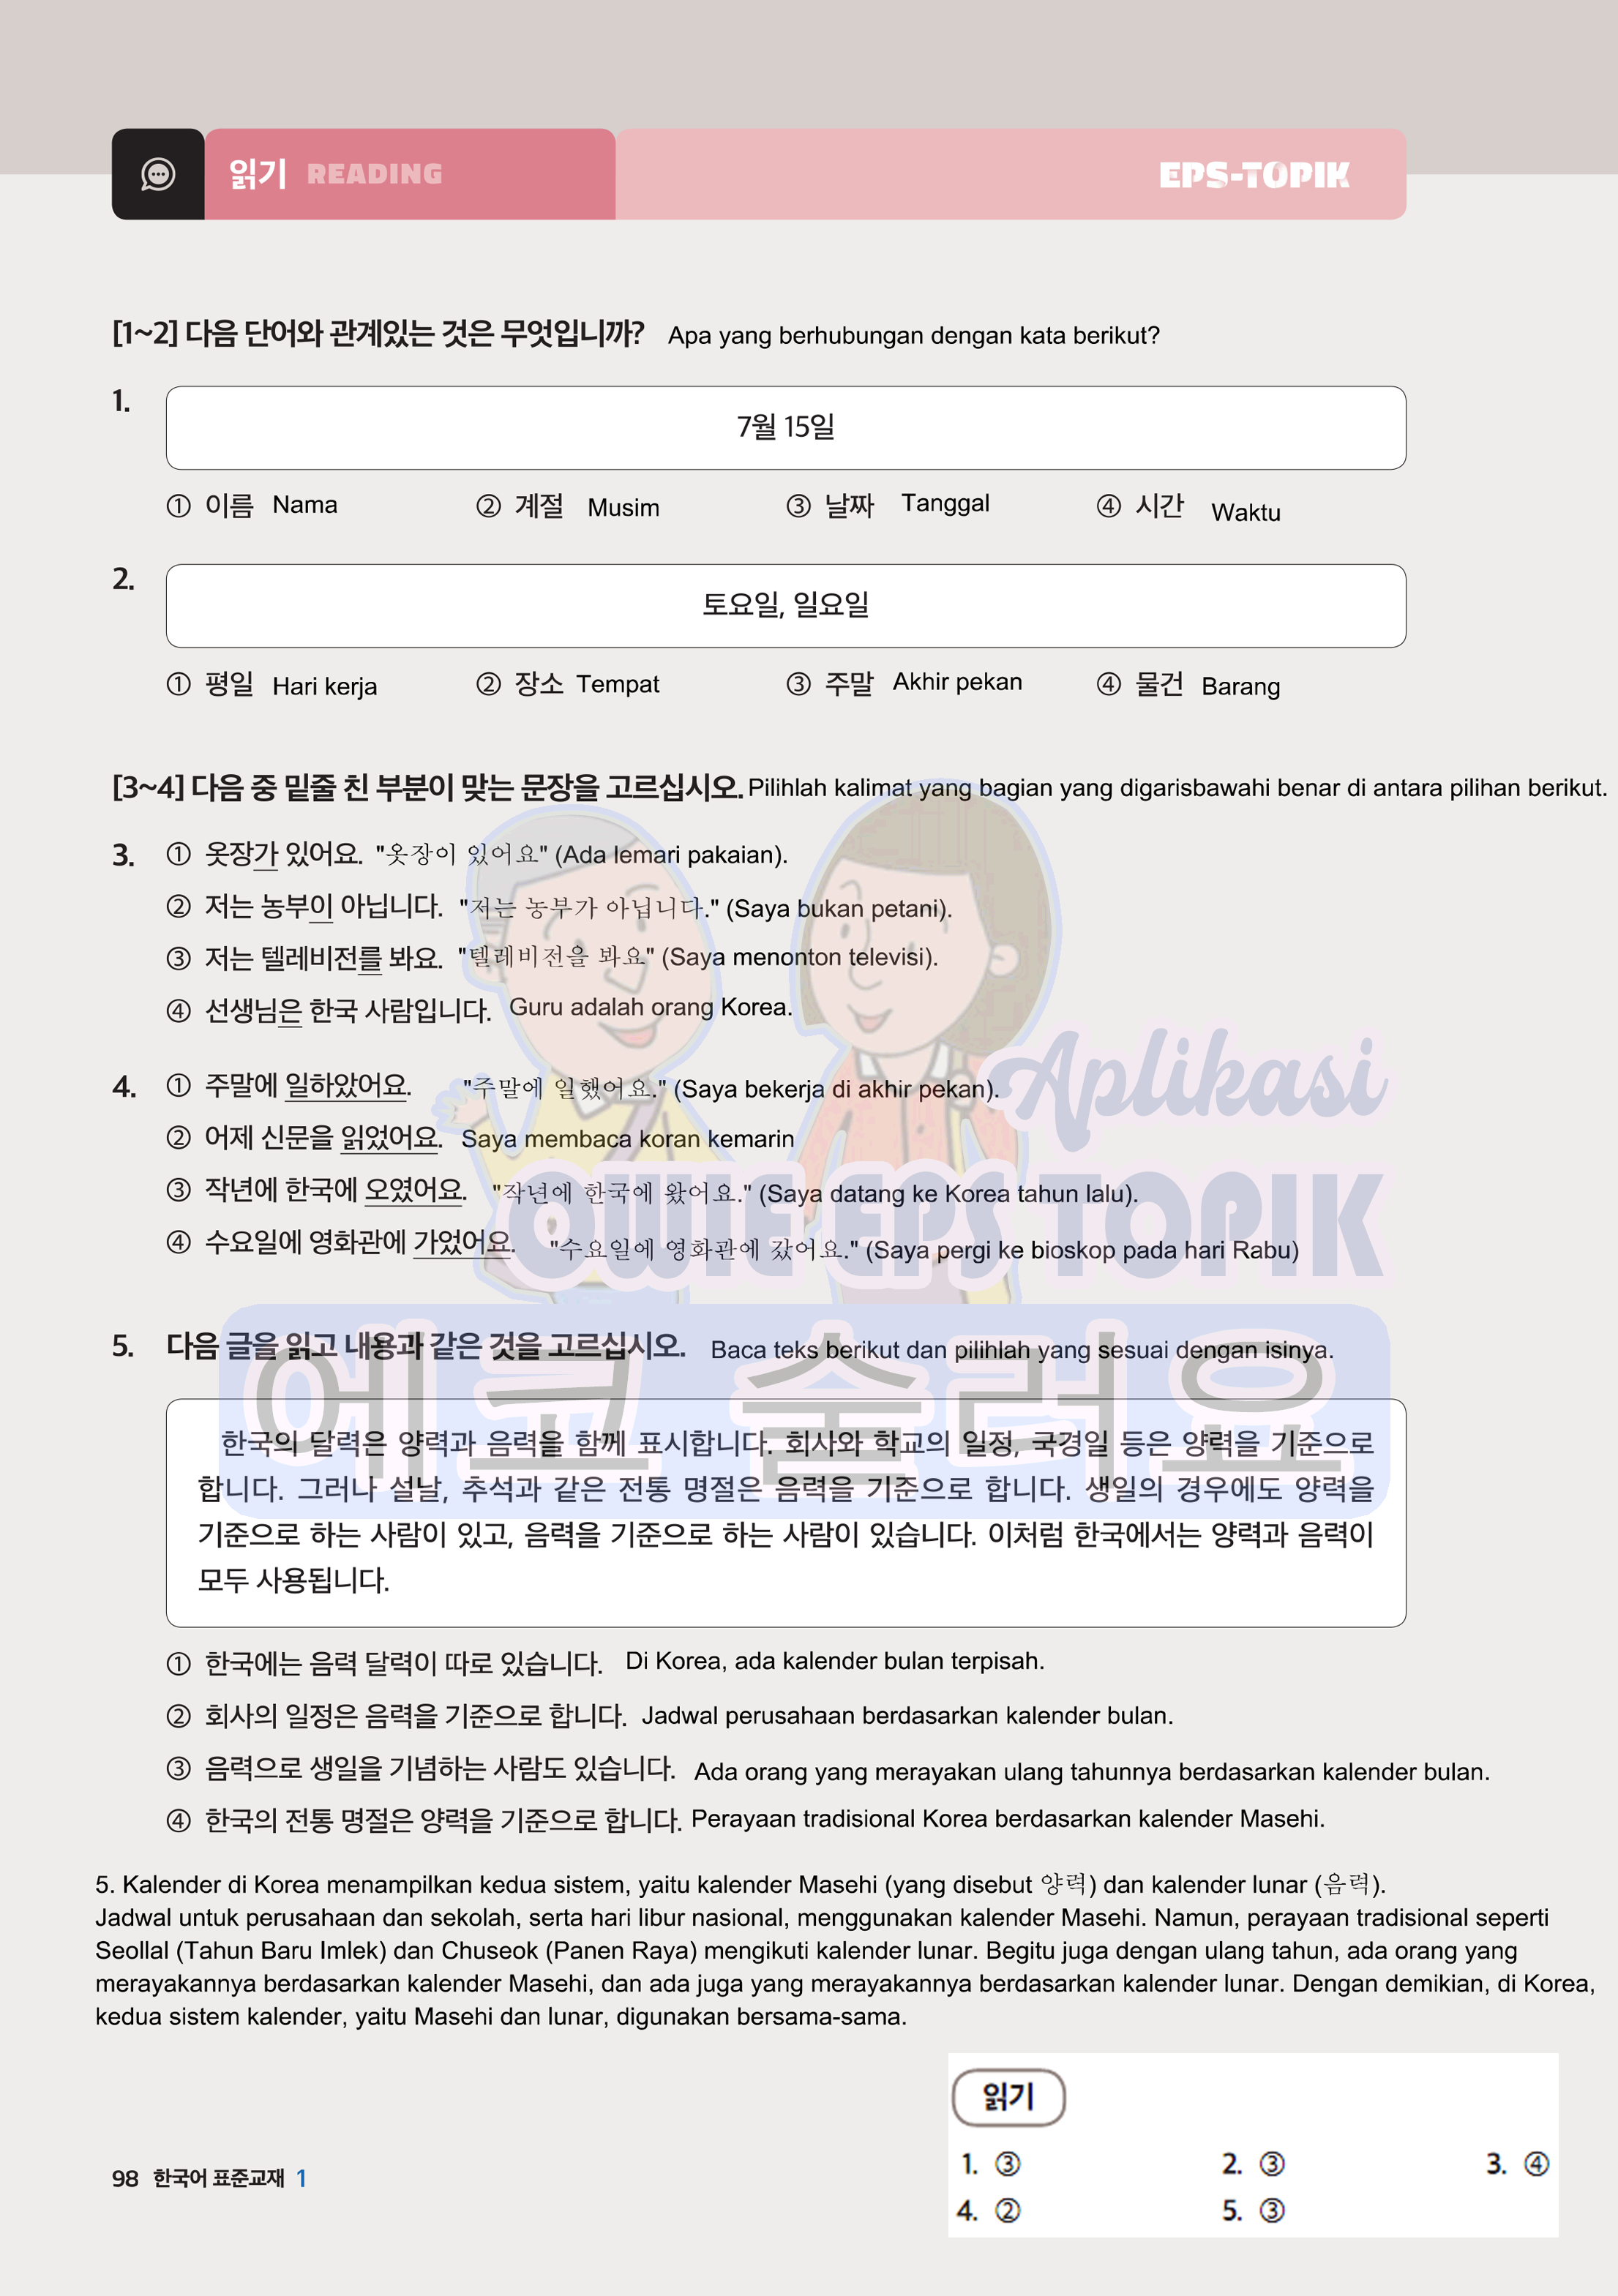 읽기 READING EPS-TOPIK
[1~2] 다음 단어와 관계있는 것은 무엇입니까? Apa yang berhubungan dengan kata berikut?
1. 7월 15일
① 이름 Nama ② 계절 Musim ③ 날짜 Tanggal ④ 시간 Waktu
2. 토요일, 일요일
① 평일 Hari kerja ② 장소 Tempat ③ 주말 Akhir pekan ④ 물건 Barang
[3~4] 다음 중 밑줄 친 부분이 맞는 문장을 고르십시오. Pilihlah kalimat yang bagian yang digarisbawahi benar di antara pilihan berikut.
3. ① 옷장가 있어요. "옷장이 있어요" (Ada lemari pakaian).
② 저는 농부이 아닙니다. "저는 농부가 아닙니다." (Saya bukan petani).
③ 저는 텔레비전를 봐요. "텔레비전을 봐요" (Saya menonton televisi).
④ 선생님은 한국 사람입니다. Guru adalah orang Korea.
4. ① 주말에 일하았어요. "주말에 일했어요." (Saya bekerja di akhir pekan).
② 어제 신문을 읽었어요. Saya membaca koran kemarin
③ 작년에 한국에 오였어요. "작년에 한국에 왔어요." (Saya datang ke Korea tahun lalu).
④ 수요일에 영화관에 가었어요. "수요일에 영화관에 갔어요." (Saya pergi ke bioskop pada hari Rabu)
Aplikasi
OWIE EPS TOPIK
에코 술러요
5. 다음 글을 읽고 내용과 같은 것을 고르십시오. Baca teks berikut dan pilihlah yang sesuai dengan isinya.
한국의 달력은 양력과 음력을 함께 표시합니다. 회사와 학교의 일정, 국경일 등은 양력을 기준으로
합니다. 그러나 설날, 추석과 같은 전통 명절은 음력을 기준으로 합니다. 생일의 경우에도 양력을
기준으로 하는 사람이 있고, 음력을 기준으로 하는 사람이 있습니다. 이처럼 한국에서는 양력과 음력이
모두 사용됩니다.
① 한국에는 음력 달력이 따로 있습니다. Di Korea, ada kalender bulan terpisah.
② 회사의 일정은 음력을 기준으로 합니다. Jadwal perusahaan berdasarkan kalender bulan.
③ 음력으로 생일을 기념하는 사람도 있습니다. Ada orang yang merayakan ulang tahunnya berdasarkan kalender bulan.
④ 한국의 전통 명절은 양력을 기준으로 합니다. Perayaan tradisional Korea berdasarkan kalender Masehi.
5. Kalender di Korea menampilkan kedua sistem, yaitu kalender Masehi (yang disebut 양력) dan kalender lunar (음력).
Jadwal untuk perusahaan dan sekolah, serta hari libur nasional, menggunakan kalender Masehi. Namun, perayaan tradisional seperti
Seollal (Tahun Baru Imlek) dan Chuseok (Panen Raya) mengikuti kalender lunar. Begitu juga dengan ulang tahun, ada orang yang
merayakannya berdasarkan kalender Masehi, dan ada juga yang merayakannya berdasarkan kalender lunar. Dengan demikian, di Korea,
kedua sistem kalender, yaitu Masehi dan lunar, digunakan bersama-sama.
읽기
1. ③ 2. ③ 3. ④
4. ② 5. ③
98 한국어 표준교재 1